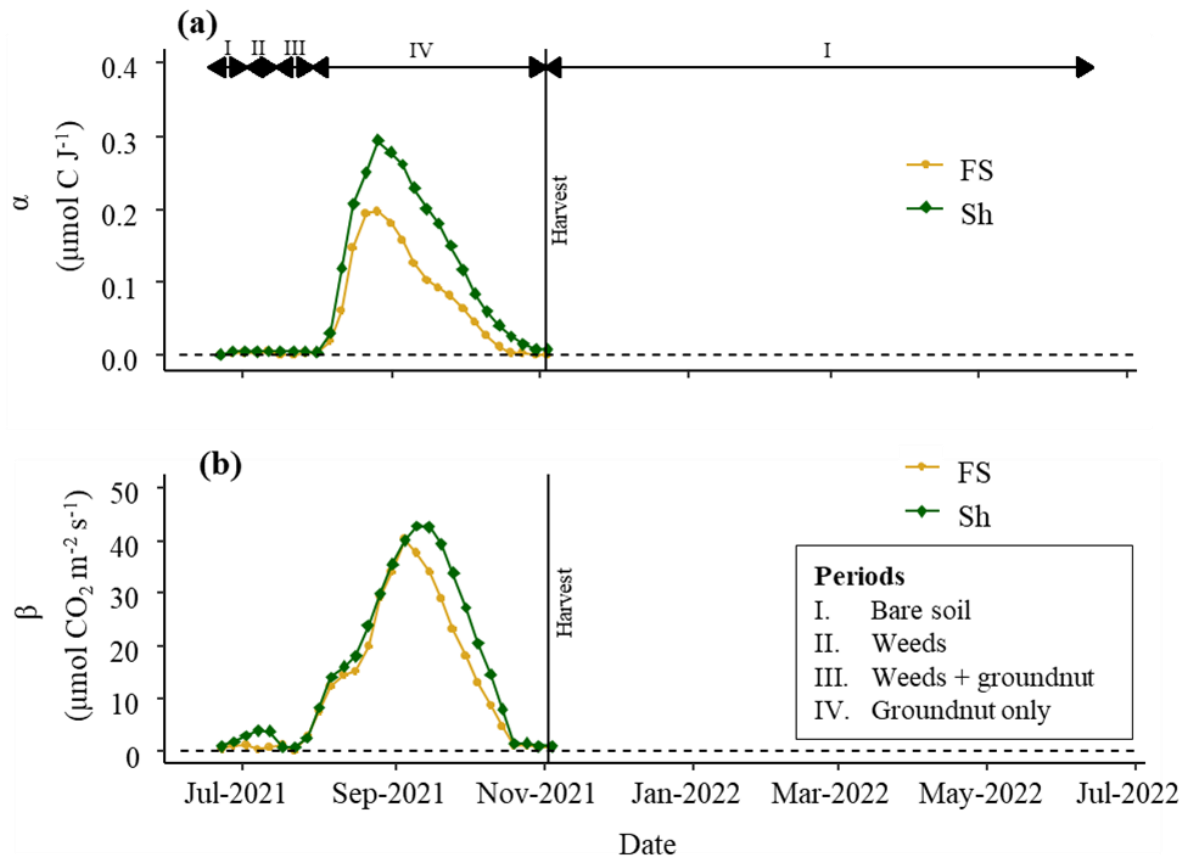 (a)
I II III IV I
0.4
0.3
0.2
0.1
0.0
α
(µmol C J⁻¹)
FS
Sh
Harvest
(b)
50
40
30
20
10
0
β
(µmol CO₂ m⁻² s⁻¹)
FS
Sh
Harvest
Periods
I. Bare soil
II. Weeds
III. Weeds + groundnut
IV. Groundnut only
Jul-2021 Sep-2021 Nov-2021 Jan-2022 Mar-2022 May-2022 Jul-2022
Date